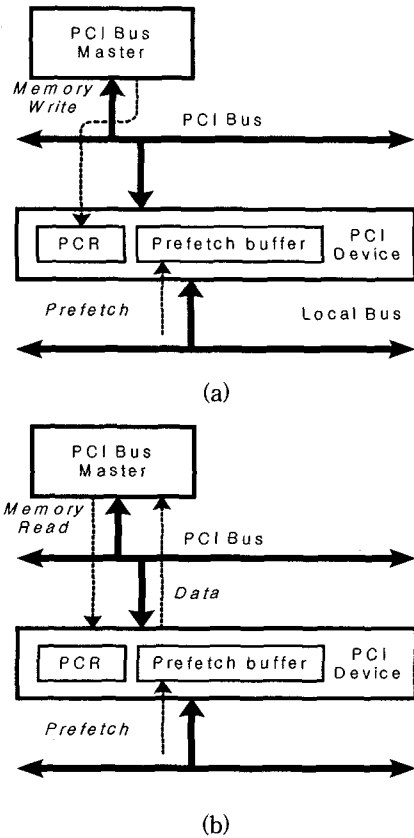 PCI Bus
Master
Memory
Write
PCI Bus
PCR
Prefetch buffer
PCI
Device
Prefetch
Local Bus
(a)
PCI Bus
Master
Memory
Read
PCI Bus
Data
PCR
Prefetch buffer
PCI
Device
Prefetch
(b)